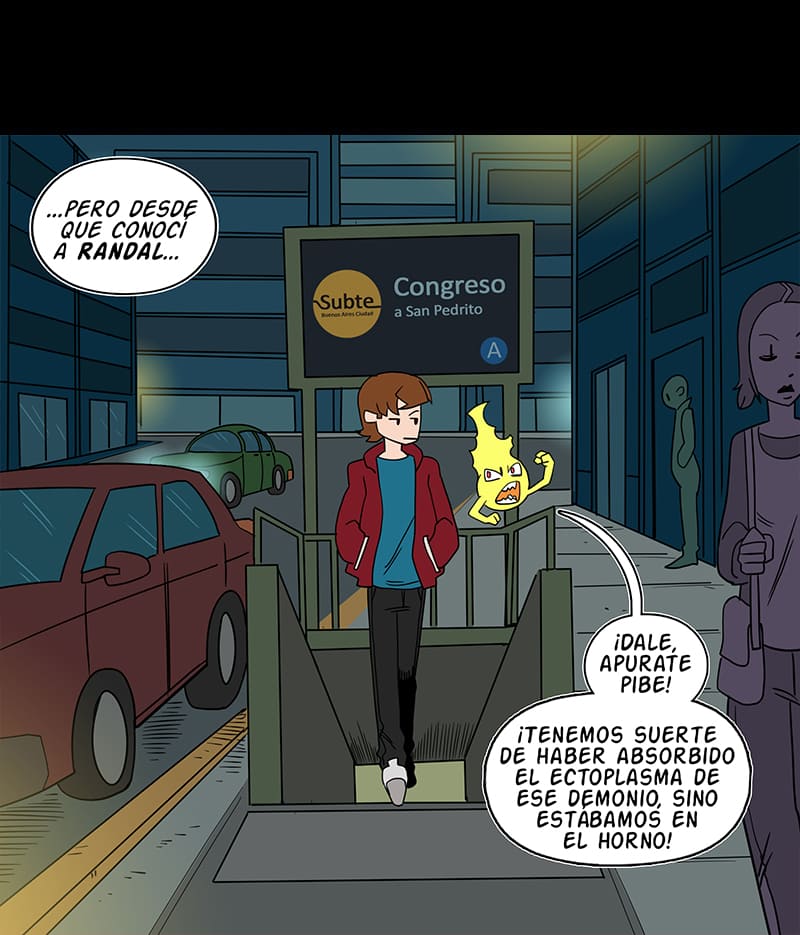 ...PERO DESDE
QUE CONOCÍ
A RANDAL...
Subte
Buenos Aires Ciudad
Congreso
a San Pedrito
A
¡DALE,
APURATE
PIBE!
¡TENEMOS SUERTE
DE HABER ABSORBIDO
EL ECTOPLASMA DE
ESE DEMONIO, SINO
ESTÁBAMOS EN
EL HORNO!